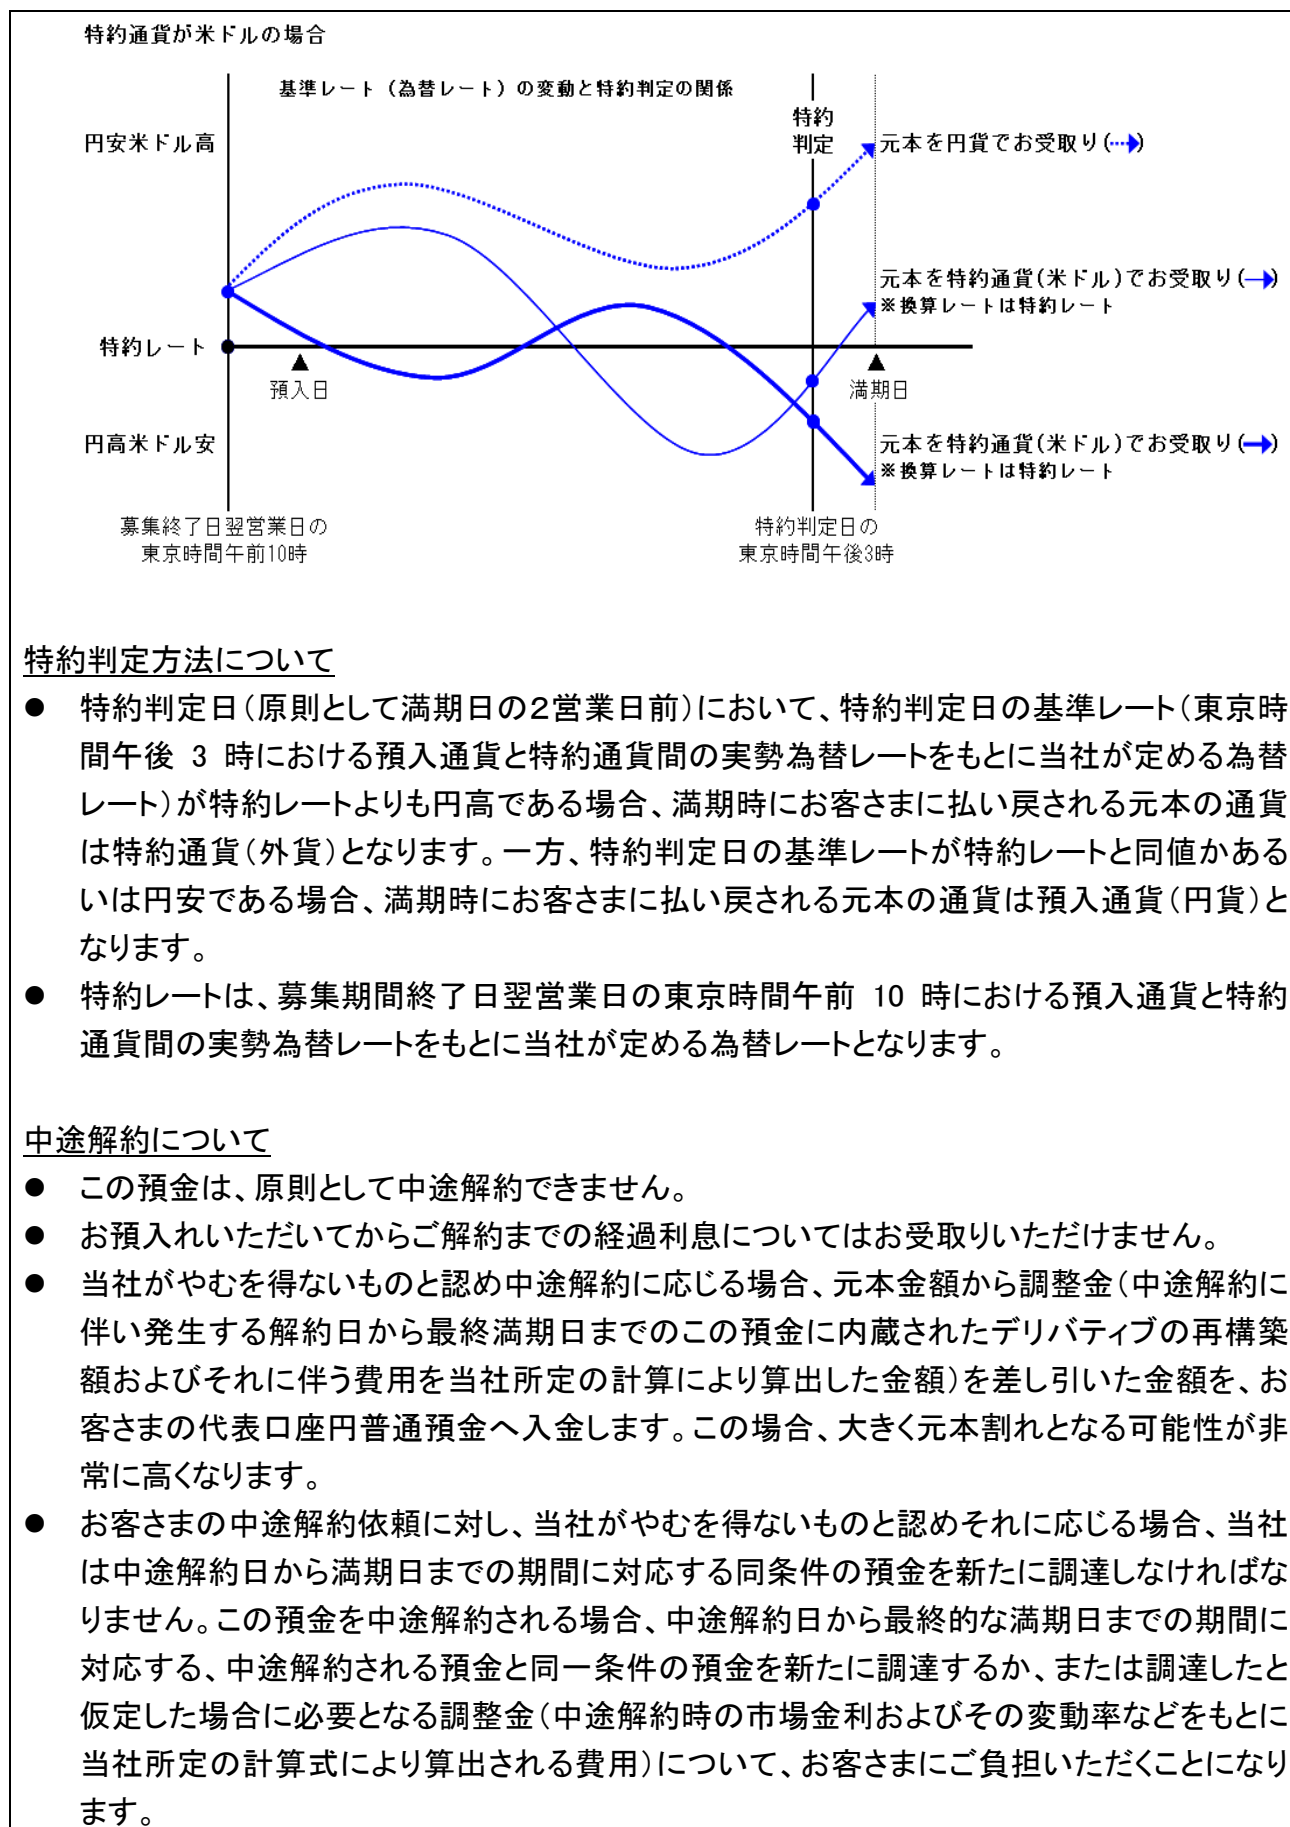 特約通貨が米ドルの場合
基準レート（為替レート）の変動と特約判定の関係
特約
判定
円安米ドル高
元本を円貨でお受取り(┈▶)
元本を特約通貨(米ドル)でお受取り(→)
※換算レートは特約レート
特約レート
預入日
満期日
円高米ドル安
元本を特約通貨(米ドル)でお受取り(→)
※換算レートは特約レート
募集終了日翌営業日の
東京時間午前10時
特約判定日の
東京時間午後3時
特約判定方法について
● 特約判定日（原則として満期日の２営業日前）において、特約判定日の基準レート（東京時
間午後 3 時における預入通貨と特約通貨間の実勢為替レートをもとに当社が定める為替
レート）が特約レートよりも円高である場合、満期時にお客さまに払い戻される元本の通貨
は特約通貨（外貨）となります。一方、特約判定日の基準レートが特約レートと同値かある
いは円安である場合、満期時にお客さまに払い戻される元本の通貨は預入通貨（円貨）と
なります。
● 特約レートは、募集期間終了日翌営業日の東京時間午前 10 時における預入通貨と特約
通貨間の実勢為替レートをもとに当社が定める為替レートとなります。
中途解約について
● この預金は、原則として中途解約できません。
● お預入れいただいてからご解約までの経過利息についてはお受取りいただけません。
● 当社がやむを得ないものと認め中途解約に応じる場合、元本金額から調整金（中途解約に
伴い発生する解約日から最終満期日までのこの預金に内蔵されたデリバティブの再構築
額およびそれに伴う費用を当社所定の計算により算出した金額）を差し引いた金額を、お
客さまの代表口座円普通預金へ入金します。この場合、大きく元本割れとなる可能性が非
常に高くなります。
● お客さまの中途解約依頼に対し、当社がやむを得ないものと認めそれに応じる場合、当社
は中途解約日から満期日までの期間に対応する同条件の預金を新たに調達しなければな
りません。この預金を中途解約される場合、中途解約日から最終的な満期日までの期間に
対応する、中途解約される預金と同一条件の預金を新たに調達するか、または調達したと
仮定した場合に必要となる調整金（中途解約時の市場金利およびその変動率などをもとに
当社所定の計算式により算出される費用）について、お客さまにご負担いただくことになり
ます。